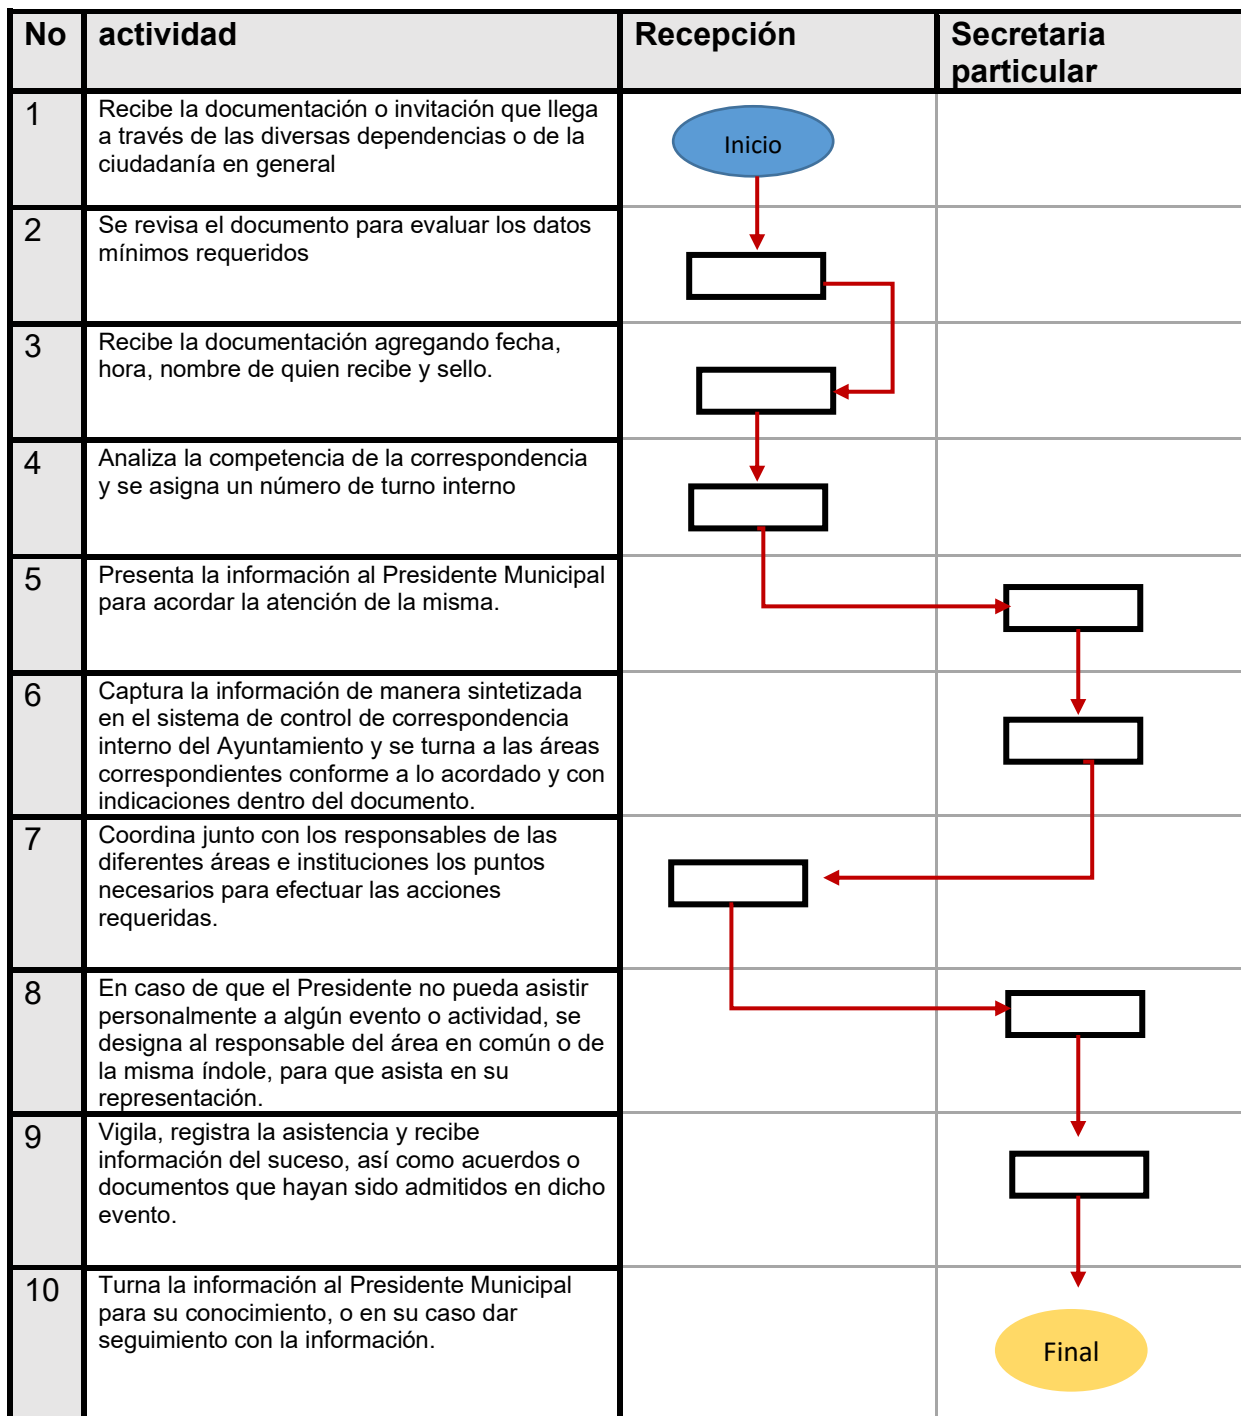 No actividad Recepción Secretaria
particular
1 Recibe la documentación o invitación que llega
a través de las diversas dependencias o de la
ciudadanía en general
Inicio
2 Se revisa el documento para evaluar los datos
mínimos requeridos
3 Recibe la documentación agregando fecha,
hora, nombre de quien recibe y sello.
4 Analiza la competencia de la correspondencia
y se asigna un número de turno interno
5 Presenta la información al Presidente Municipal
para acordar la atención de la misma.
6 Captura la información de manera sintetizada
en el sistema de control de correspondencia
interno del Ayuntamiento y se turna a las áreas
correspondientes conforme a lo acordado y con
indicaciones dentro del documento.
7 Coordina junto con los responsables de las
diferentes áreas e instituciones los puntos
necesarios para efectuar las acciones
requeridas.
8 En caso de que el Presidente no pueda asistir
personalmente a algún evento o actividad, se
designa al responsable del área en común o de
la misma índole, para que asista en su
representación.
9 Vigila, registra la asistencia y recibe
información del suceso, así como acuerdos o
documentos que hayan sido admitidos en dicho
evento.
10 Turna la información al Presidente Municipal
para su conocimiento, o en su caso dar
seguimiento con la información.
Final